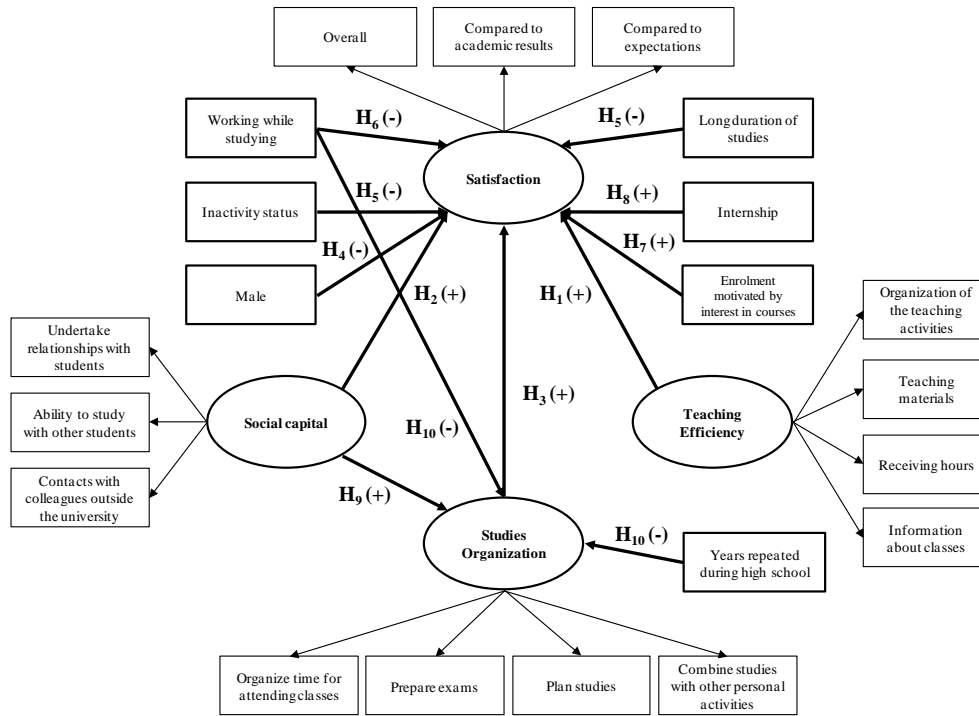 Overall
Compared to
academic results
Compared to
expectations
Working while
studying
H6 (-)
H5 (-)
Long duration of
studies
Satisfaction
Inactivity status
H5 (-)
H8 (+)
Internship
H4 (-)
H7 (+)
Male
H2 (+)
H1 (+)
Enrolment
motivated by
interest in courses
Organization of
the teaching
activities
Undertake
relationships with
students
Teaching
materials
Ability to study
with other students
Social capital
H10 (-)
H3 (+)
Teaching
Efficiency
Receiving hours
Contacts with
colleagues outside
the university
H9 (+)
Information
about classes
Studies
Organization
H10 (-)
Years repeated
during high school
Organize time for
attending classes
Prepare exams
Plan studies
Combine studies
with other personal
activities